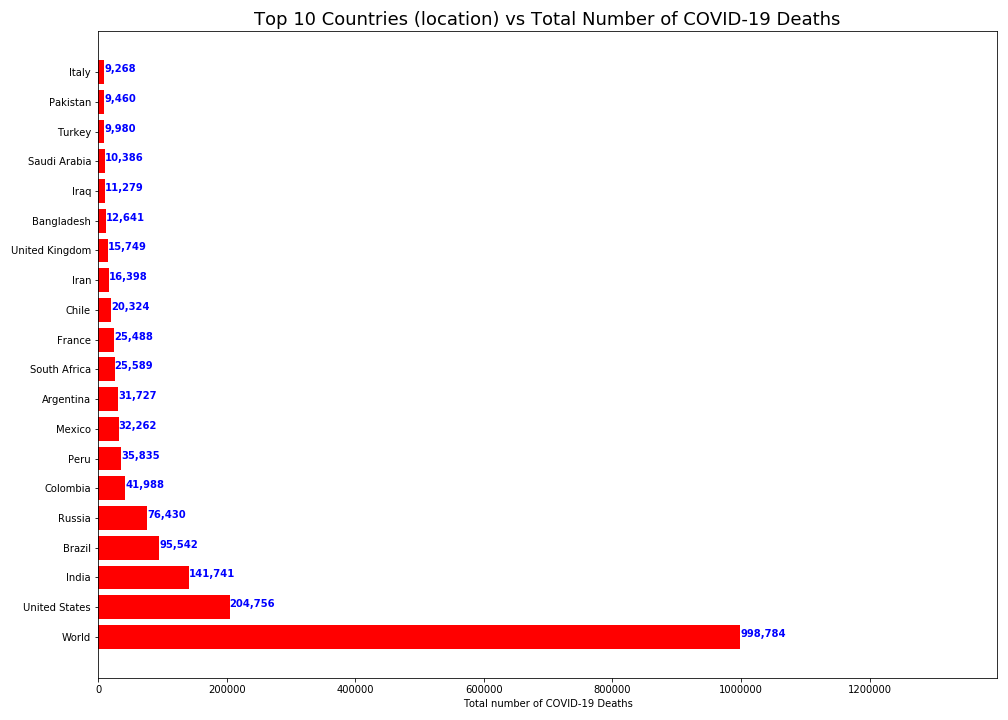 Top 10 Countries (location) vs Total Number of COVID-19 Deaths
Italy 9,268
Pakistan 9,460
Turkey 9,980
Saudi Arabia 10,386
Iraq 11,279
Bangladesh 12,641
United Kingdom 15,749
Iran 16,398
Chile 20,324
France 25,488
South Africa 25,589
Argentina 31,727
Mexico 32,262
Peru 35,835
Colombia 41,988
Russia 76,430
Brazil 95,542
India 141,741
United States 204,756
World 998,784
0 200000 400000 600000 800000 1000000 1200000
Total number of COVID-19 Deaths